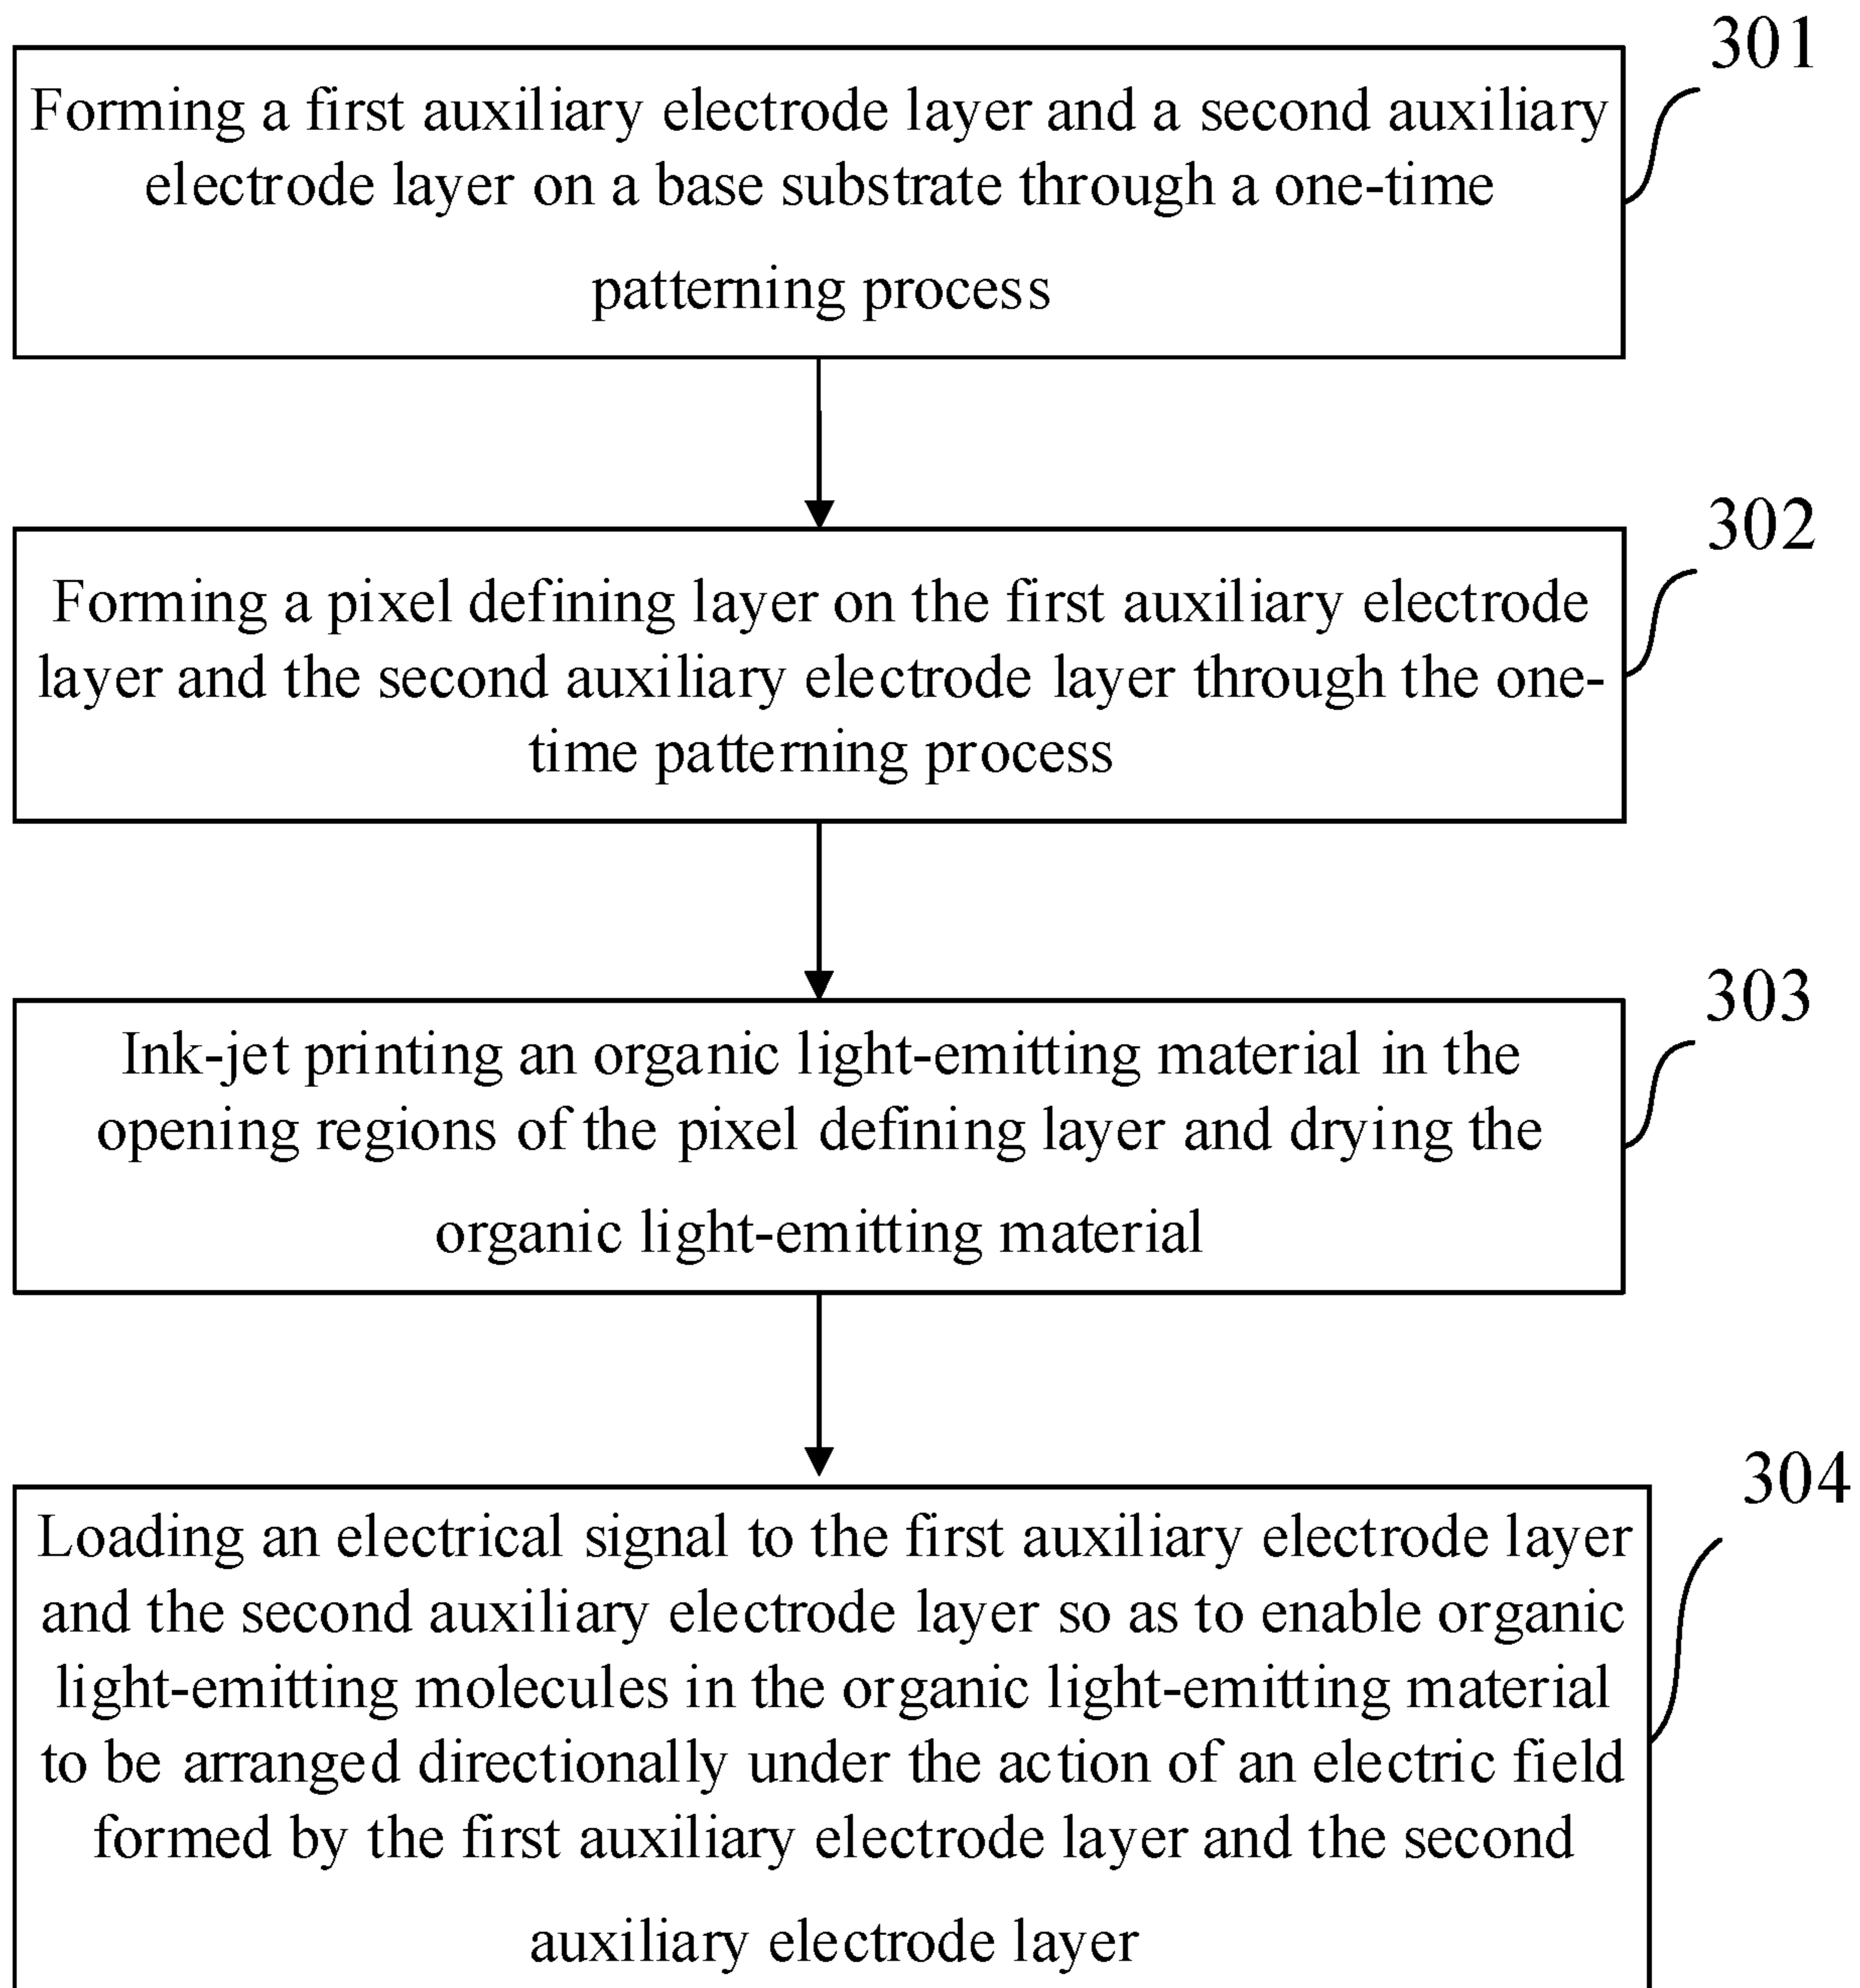 301
Forming a first auxiliary electrode layer and a second auxiliary
electrode layer on a base substrate through a one-time
patterning process
302
Forming a pixel defining layer on the first auxiliary electrode
layer and the second auxiliary electrode layer through the one-
time patterning process
303
Ink-jet printing an organic light-emitting material in the
opening regions of the pixel defining layer and drying the
organic light-emitting material
304
Loading an electrical signal to the first auxiliary electrode layer
and the second auxiliary electrode layer so as to enable organic
light-emitting molecules in the organic light-emitting material
to be arranged directionally under the action of an electric field
formed by the first auxiliary electrode layer and the second
auxiliary electrode layer